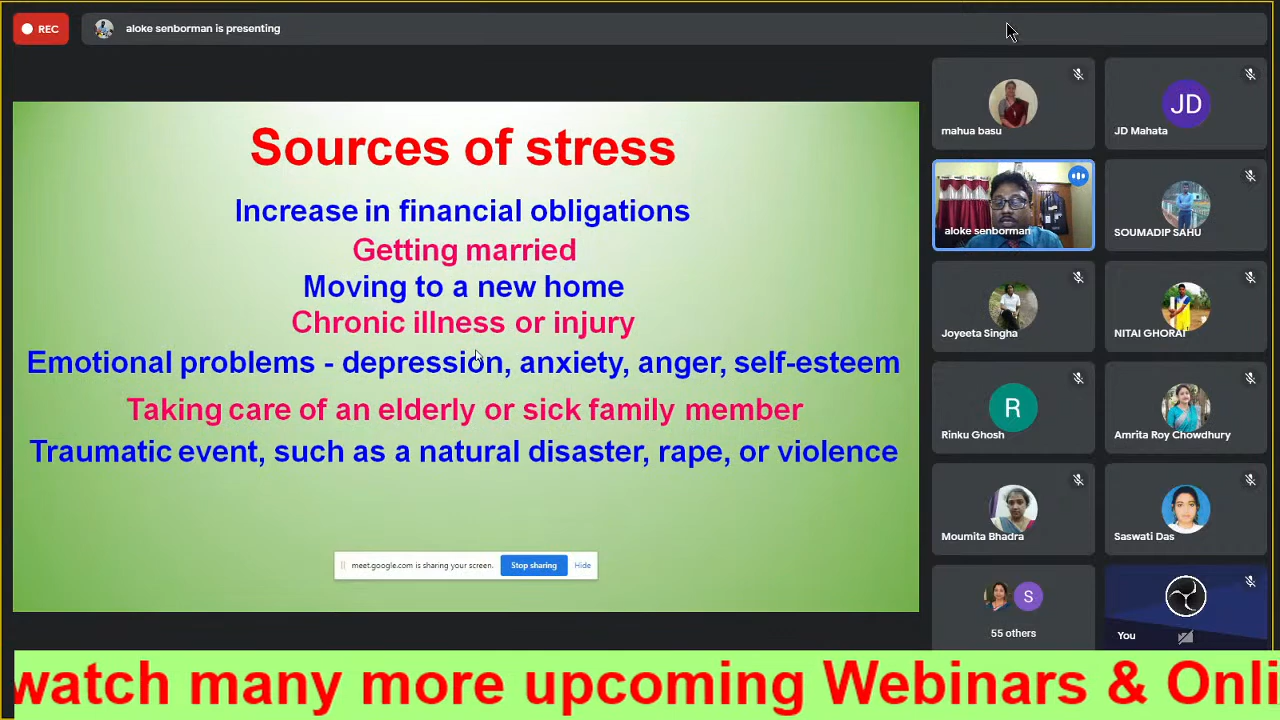 REC
aloke senborman is presenting
Sources of stress
Increase in financial obligations
Getting married
Moving to a new home
Chronic illness or injury
Emotional problems - depression, anxiety, anger, self-esteem
Taking care of an elderly or sick family member
Traumatic event, such as a natural disaster, rape, or violence
meet.google.com is sharing your screen.
Stop sharing
Hide
mahua basu
JD
JD Mahata
aloke senborman
SOUMADIP SAHU
Joyeeta Singha
NITAI GHORAI
R
Rinku Ghosh
Amrita Roy Chowdhury
Moumita Bhadra
Saswati Das
S
55 others
You
watch many more upcoming Webinars & Onli